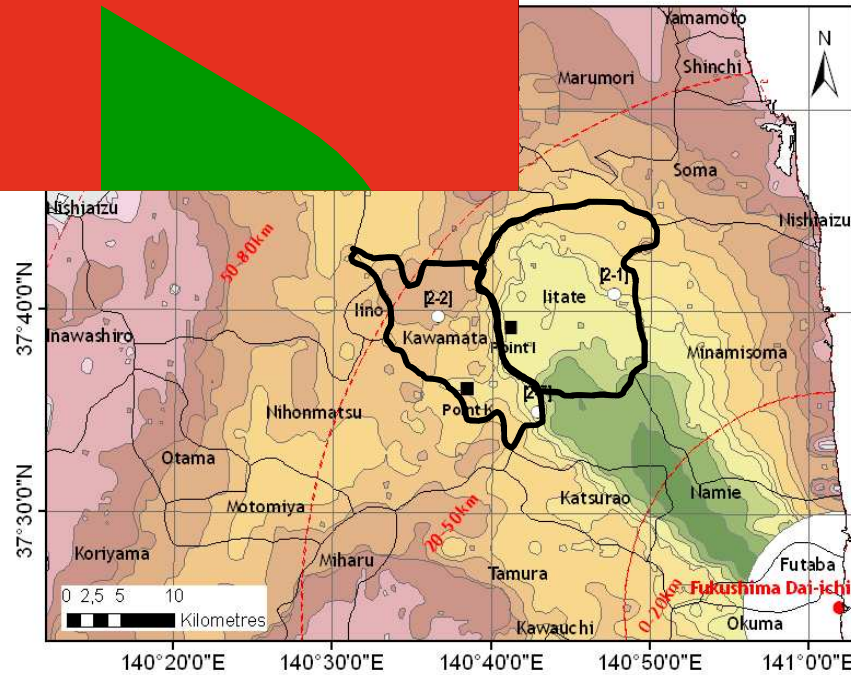 Yamamoto
N
Shinchi
Marumori
Soma
Nishiaizu
Nishiaizu
50-80km
37°40'0"N
[2-2]
[2-1]
Iitate
Iino
Inawashiro
Kawamata
Point I
Minamisoma
Nihonmatsu
Point K
Otama
37°30'0"N
Motomiya
Katsurao
Namie
20-50km
Koriyama
Miharu
Futaba
Tamura
0-20km
Fukushima Dai-ichi
0 2,5 5 10
Kilometres
Kawauchi
Okuma
140°20'0"E
140°30'0"E
140°40'0"E
140°50'0"E
141°0'0"E